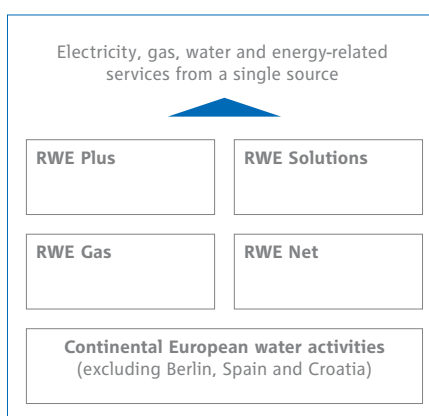 Electricity, gas, water and energy-related
services from a single source
RWE Plus
RWE Solutions
RWE Gas
RWE Net
Continental European water activities
(excluding Berlin, Spain and Croatia)